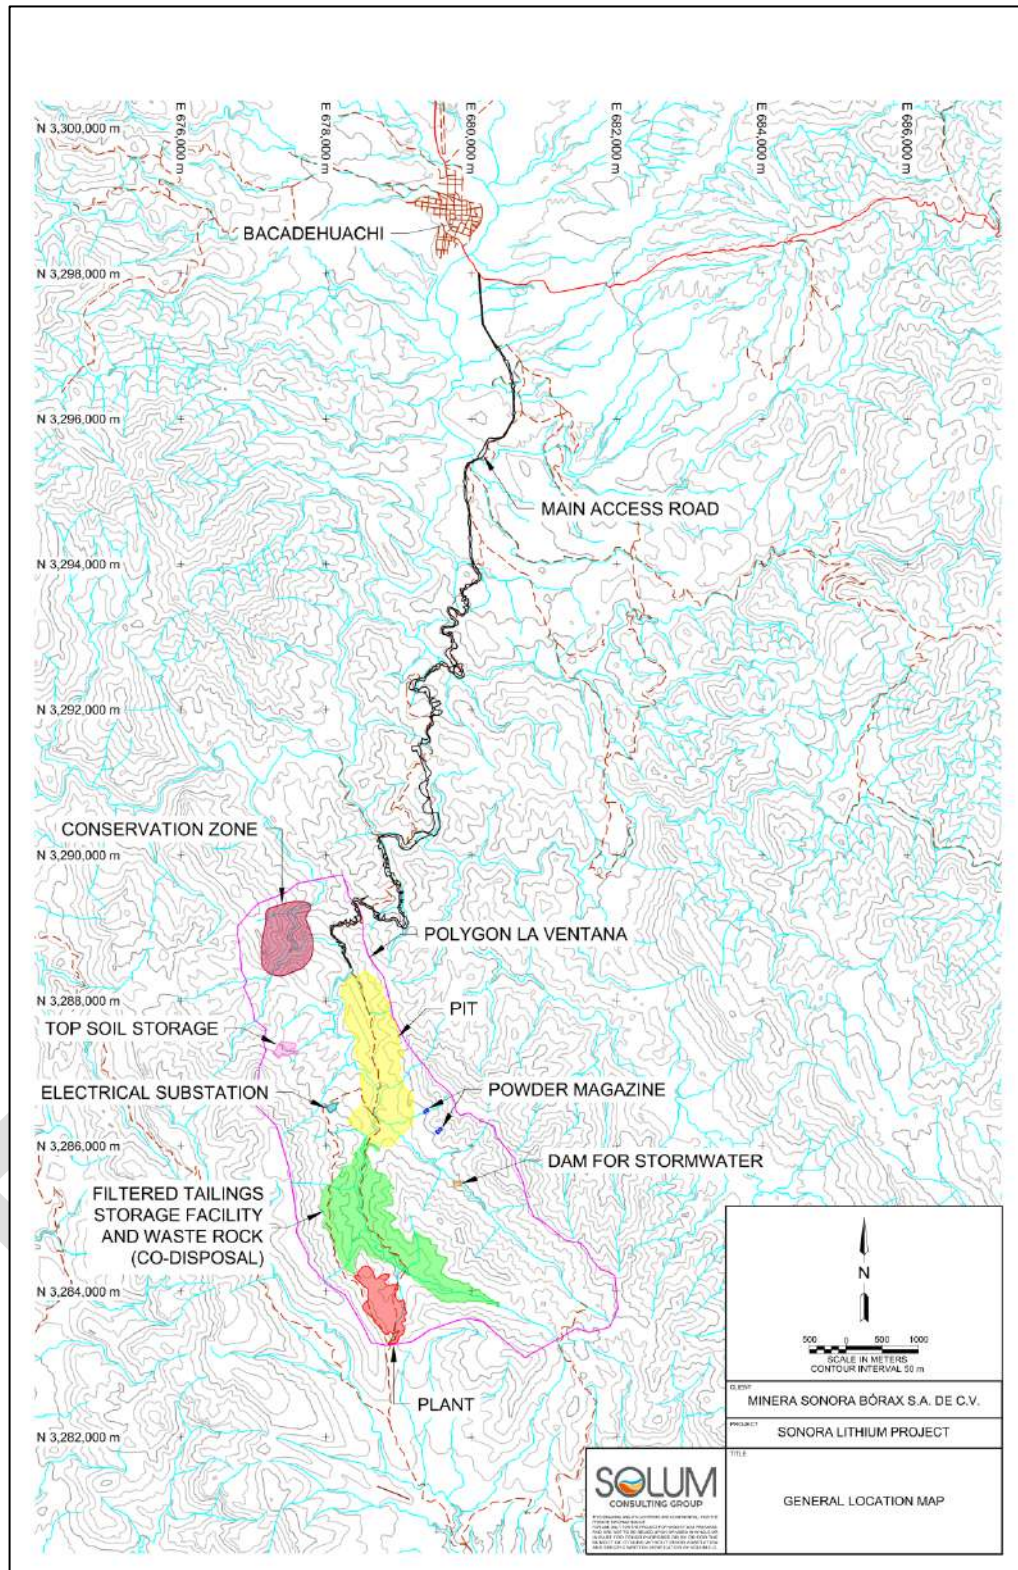 E 676,000 m
E 678,000 m
E 680,000 m
E 682,000 m
E 684,000 m
E 686,000 m
N 3,300,000 m
BACADEHUACHI
N 3,298,000 m
N 3,296,000 m
MAIN ACCESS ROAD
N 3,294,000 m
N 3,292,000 m
CONSERVATION ZONE
N 3,290,000 m
POLYGON LA VENTANA
N 3,288,000 m
PIT
TOP SOIL STORAGE
ELECTRICAL SUBSTATION
POWDER MAGAZINE
N 3,286,000 m
DAM FOR STORMWATER
FILTERED TAILINGS
STORAGE FACILITY
AND WASTE ROCK
(CO-DISPOSAL)
N 3,284,000 m
PLANT
N 3,282,000 m
N
500 0 500 1000
SCALE IN METERS
CONTOUR INTERVAL 50 m
CLIENT
MINERA SONORA BÓRAX S.A. DE C.V.
PROJECT
SONORA LITHIUM PROJECT
TITLE
GENERAL LOCATION MAP
SOLUM
CONSULTING GROUP